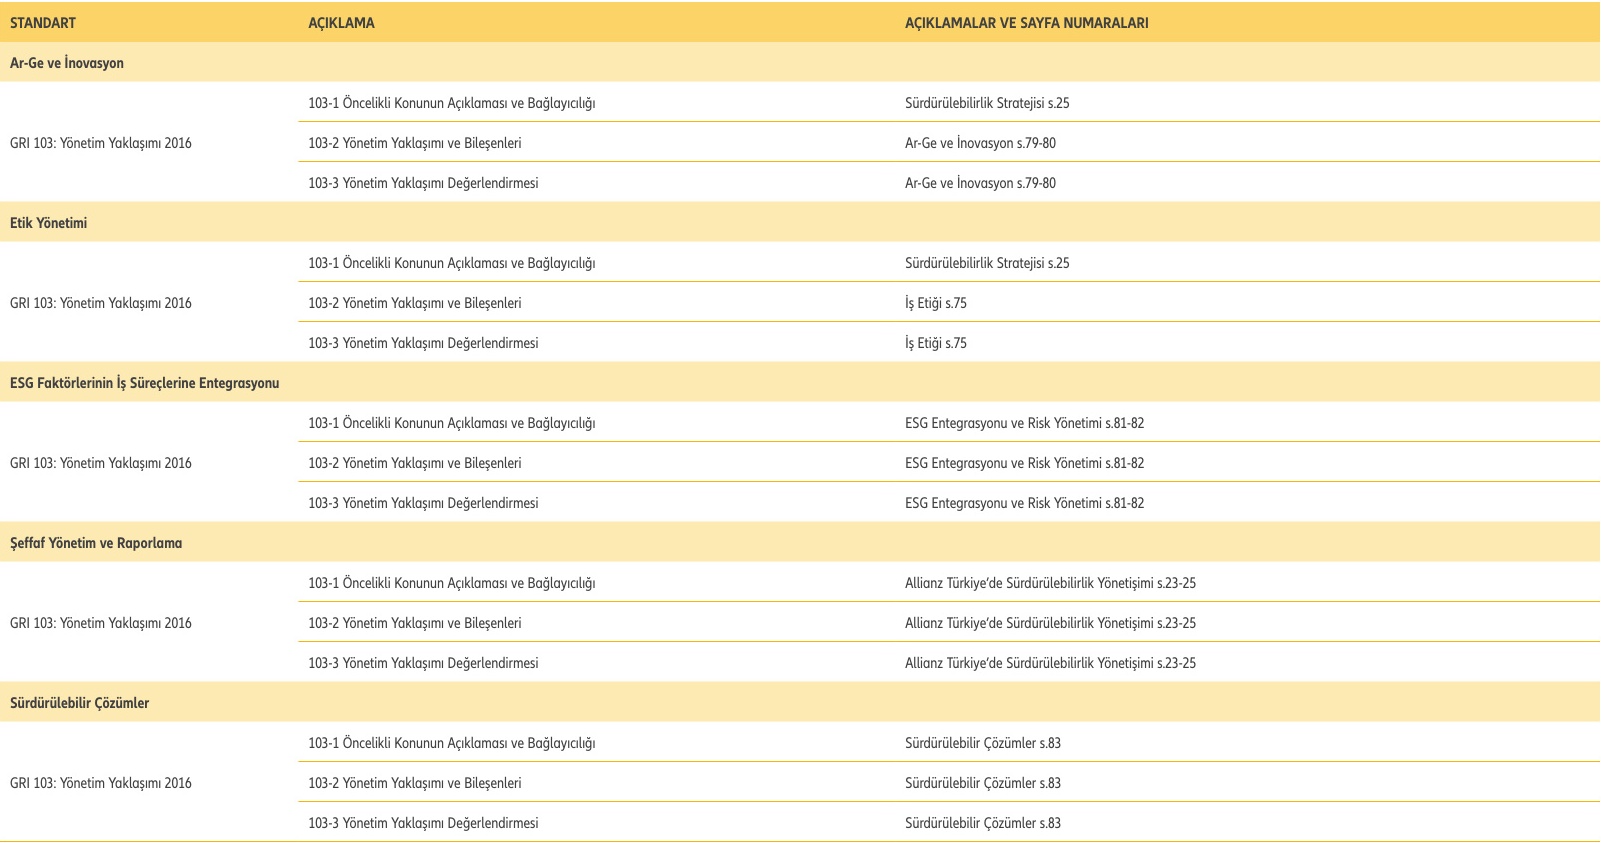 STANDART AÇIKLAMA AÇIKLAMALAR VE SAYFA NUMARALARI
Ar-Ge ve İnovasyon
103-1 Öncelikli Konunun Açıklaması ve Bağlayıcılığı Sürdürülebilirlik Stratejisi s.25
GRI 103: Yönetim Yaklaşımı 2016 103-2 Yönetim Yaklaşımı ve Bileşenleri Ar-Ge ve İnovasyon s.79-80
103-3 Yönetim Yaklaşımı Değerlendirmesi Ar-Ge ve İnovasyon s.79-80
Etik Yönetimi
103-1 Öncelikli Konunun Açıklaması ve Bağlayıcılığı Sürdürülebilirlik Stratejisi s.25
GRI 103: Yönetim Yaklaşımı 2016 103-2 Yönetim Yaklaşımı ve Bileşenleri İş Etiği s.75
103-3 Yönetim Yaklaşımı Değerlendirmesi İş Etiği s.75
ESG Faktörlerinin İş Süreçlerine Entegrasyonu
103-1 Öncelikli Konunun Açıklaması ve Bağlayıcılığı ESG Entegrasyonu ve Risk Yönetimi s.81-82
GRI 103: Yönetim Yaklaşımı 2016 103-2 Yönetim Yaklaşımı ve Bileşenleri ESG Entegrasyonu ve Risk Yönetimi s.81-82
103-3 Yönetim Yaklaşımı Değerlendirmesi ESG Entegrasyonu ve Risk Yönetimi s.81-82
Şeffaf Yönetim ve Raporlama
103-1 Öncelikli Konunun Açıklaması ve Bağlayıcılığı Allianz Türkiye’de Sürdürülebilirlik Yönetişimi s.23-25
GRI 103: Yönetim Yaklaşımı 2016 103-2 Yönetim Yaklaşımı ve Bileşenleri Allianz Türkiye’de Sürdürülebilirlik Yönetişimi s.23-25
103-3 Yönetim Yaklaşımı Değerlendirmesi Allianz Türkiye’de Sürdürülebilirlik Yönetişimi s.23-25
Sürdürülebilir Çözümler
103-1 Öncelikli Konunun Açıklaması ve Bağlayıcılığı Sürdürülebilir Çözümler s.83
GRI 103: Yönetim Yaklaşımı 2016 103-2 Yönetim Yaklaşımı ve Bileşenleri Sürdürülebilir Çözümler s.83
103-3 Yönetim Yaklaşımı Değerlendirmesi Sürdürülebilir Çözümler s.83